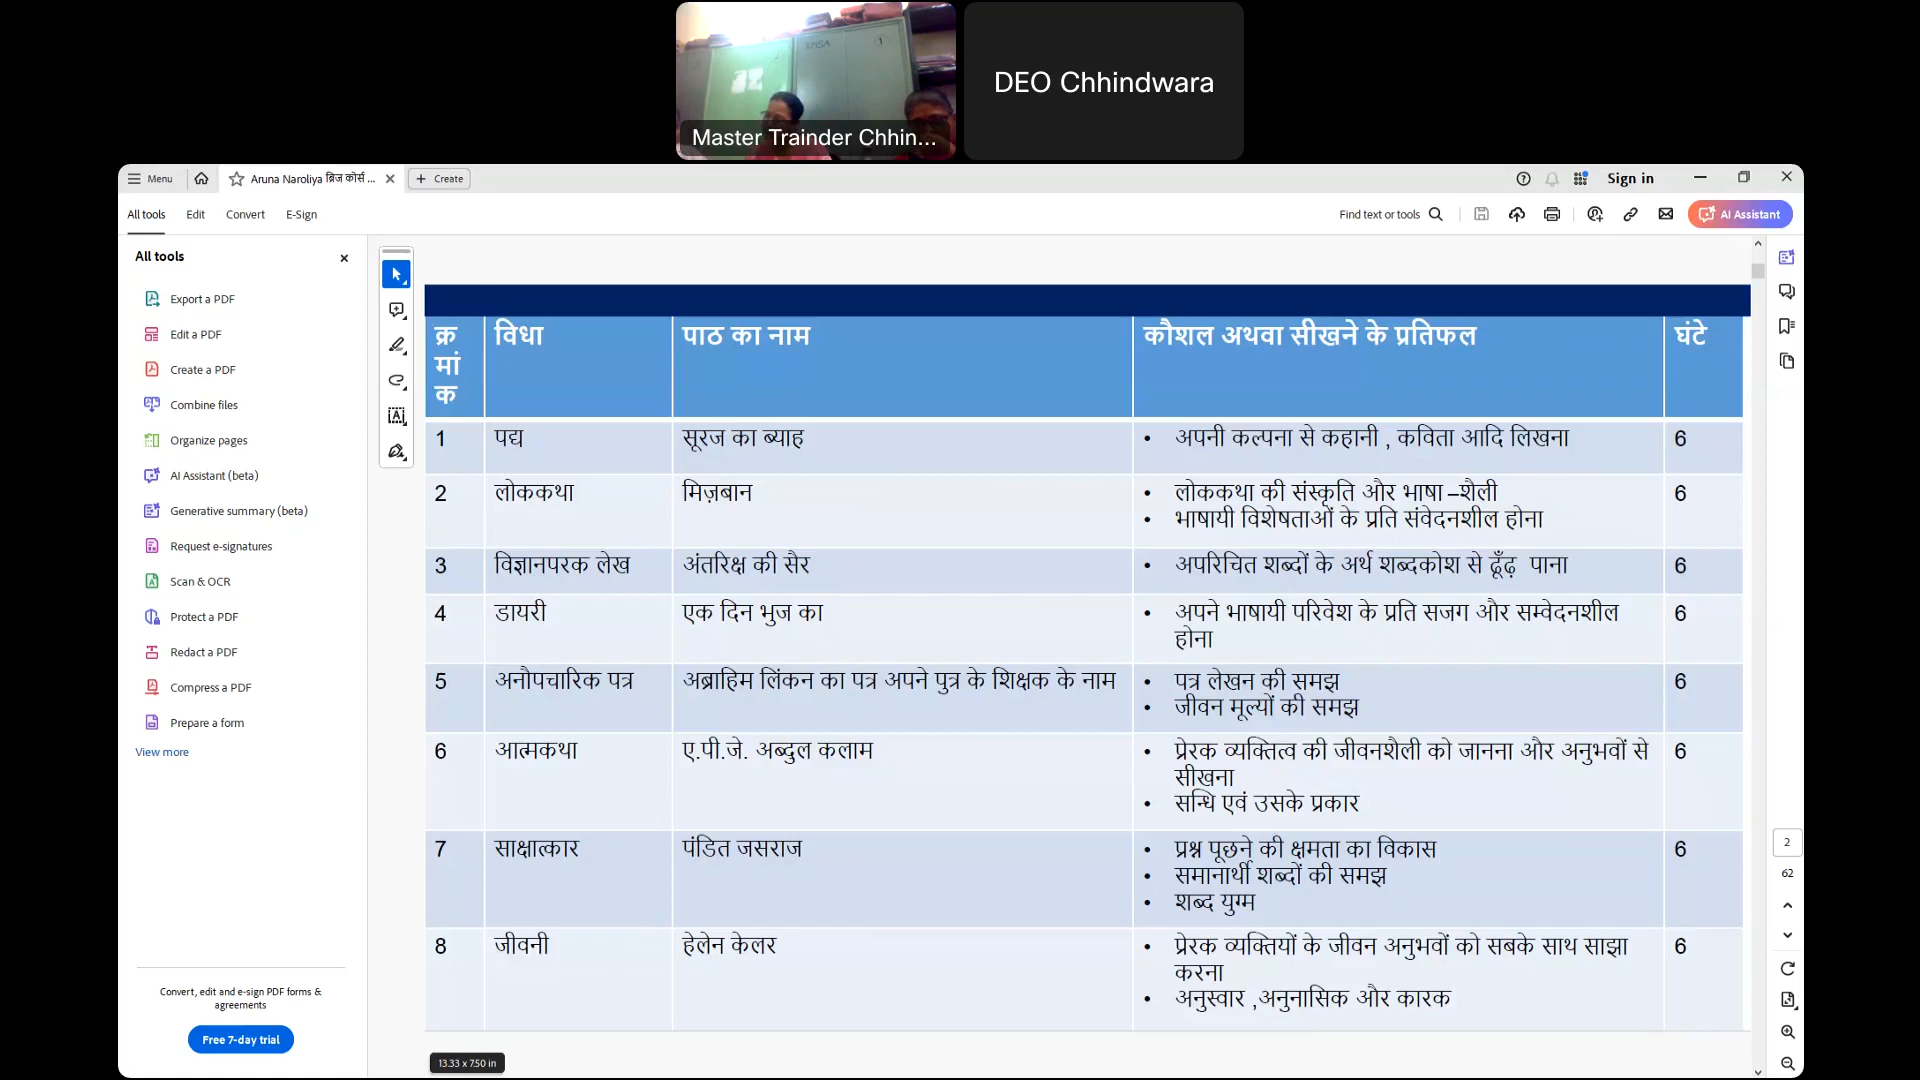 Master Trainder Chhin...
DEO Chhindwara
Menu
Aruna Naroliya ब्रिज कोर्स ...
Create
Sign in
All tools
Edit
Convert
E-Sign
Find text or tools
AI Assistant
All tools
Export a PDF
Edit a PDF
Create a PDF
Combine files
Organize pages
AI Assistant (beta)
Generative summary (beta)
Request e-signatures
Scan & OCR
Protect a PDF
Redact a PDF
Compress a PDF
Prepare a form
View more
Convert, edit and e-sign PDF forms &
agreements
Free 7-day trial
क्र
मां
क
विधा
पाठ का नाम
कौशल अथवा सीखने के प्रतिफल
घंटे
1 पद्य सूरज का ब्याह • अपनी कल्पना से कहानी , कविता आदि लिखना 6
2 लोककथा मिज़बान • लोककथा की संस्कृति और भाषा –शैली 6
• भाषायी विशेषताओं के प्रति संवेदनशील होना
3 विज्ञानपरक लेख अंतरिक्ष की सैर • अपरिचित शब्दों के अर्थ शब्दकोश से ढूँढ़ पाना 6
4 डायरी एक दिन भुज का • अपने भाषायी परिवेश के प्रति सजग और सम्वेदनशील 6
होना
5 अनौपचारिक पत्र अब्राहिम लिंकन का पत्र अपने पुत्र के शिक्षक के नाम • पत्र लेखन की समझ 6
• जीवन मूल्यों की समझ
6 आत्मकथा ए.पी.जे. अब्दुल कलाम • प्रेरक व्यक्तित्व की जीवनशैली को जानना और अनुभवों से 6
सीखना
• सन्धि एवं उसके प्रकार
7 साक्षात्कार पंडित जसराज • प्रश्न पूछने की क्षमता का विकास 6
• समानार्थी शब्दों की समझ
• शब्द युग्म
8 जीवनी हेलेन केलर • प्रेरक व्यक्तियों के जीवन अनुभवों को सबके साथ साझा 6
करना
• अनुस्वार ,अनुनासिक और कारक
2
62
13.33 x 7.50 in